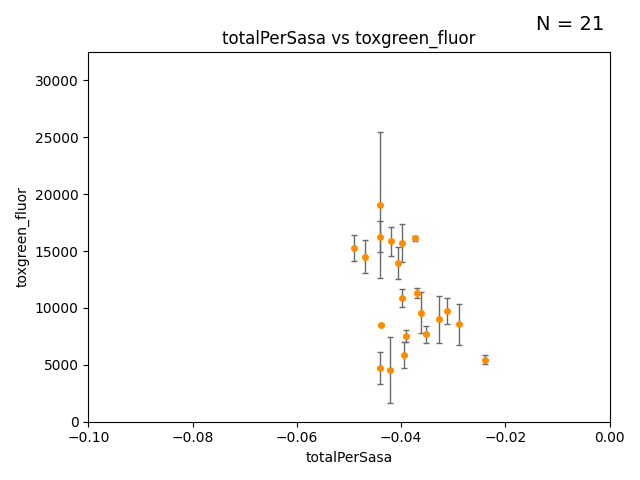 N = 21
totalPerSasa vs toxgreen_fluor
30000
25000
20000
15000
10000
5000
0
toxgreen_fluor
−0.10 −0.08 −0.06 −0.04 −0.02 0.00
totalPerSasa